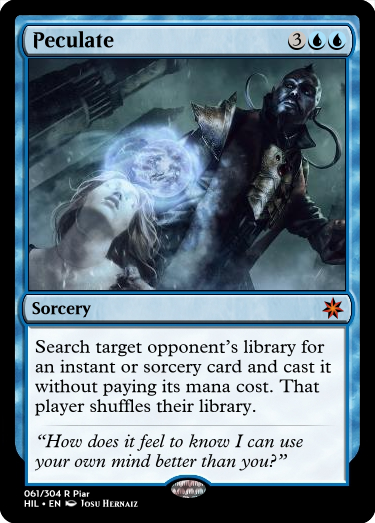 Peculate 3
Sorcery
Search target opponent's library for
an instant or sorcery card and cast it
without paying its mana cost. That
player shuffles their library.
“How does it feel to know I can use
your own mind better than you?”
061/304 R Piar
HIL • EN Josu Hernaiz